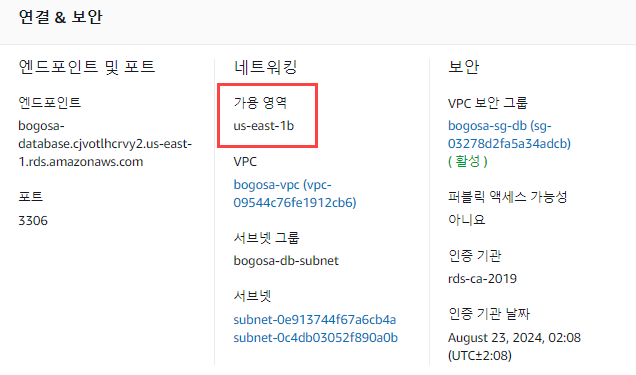 연결 & 보안
엔드포인트 및 포트
엔드포인트
bogosa-
database.cjvotlhcrvy2.us-east-
1.rds.amazonaws.com
포트
3306
네트워킹
가용 영역
us-east-1b
VPC
bogosa-vpc (vpc-
09544c76fe1912cb6)
서브넷 그룹
bogosa-db-subnet
서브넷
subnet-0e913744f67a6cb4a
subnet-0c4db03052f890a0b
보안
VPC 보안 그룹
bogosa-sg-db (sg-
03278d2fa5a34adcb)
( 활성 )
퍼블릭 액세스 가능성
아니요
인증 기관
rds-ca-2019
인증 기관 날짜
August 23, 2024, 02:08
(UTC±2:08)